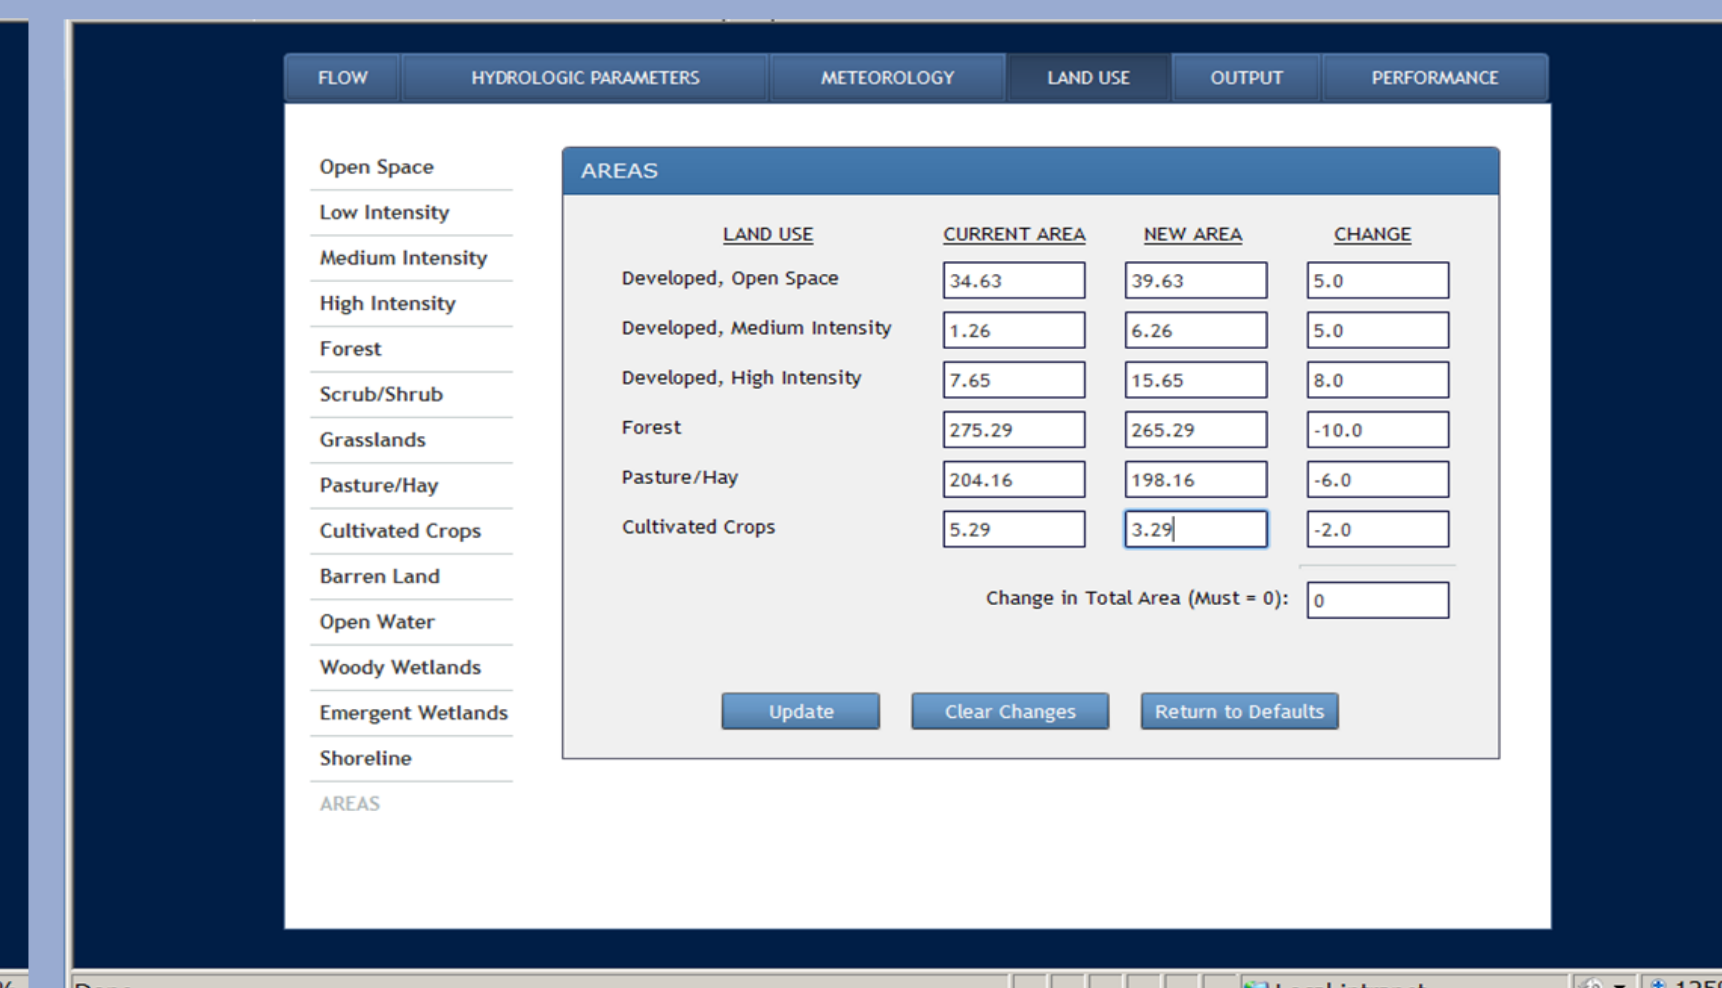 FLOW HYDROLOGIC PARAMETERS METEOROLOGY LAND USE OUTPUT PERFORMANCE
Open Space
Low Intensity
Medium Intensity
High Intensity
Forest
Scrub/Shrub
Grasslands
Pasture/Hay
Cultivated Crops
Barren Land
Open Water
Woody Wetlands
Emergent Wetlands
Shoreline
AREAS
AREAS
LAND USE CURRENT AREA NEW AREA CHANGE
Developed, Open Space 34.63 39.63 5.0
Developed, Medium Intensity 1.26 6.26 5.0
Developed, High Intensity 7.65 15.65 8.0
Forest 275.29 265.29 -10.0
Pasture/Hay 204.16 198.16 -6.0
Cultivated Crops 5.29 3.29 -2.0
Change in Total Area (Must = 0): 0
Update Clear Changes Return to Defaults